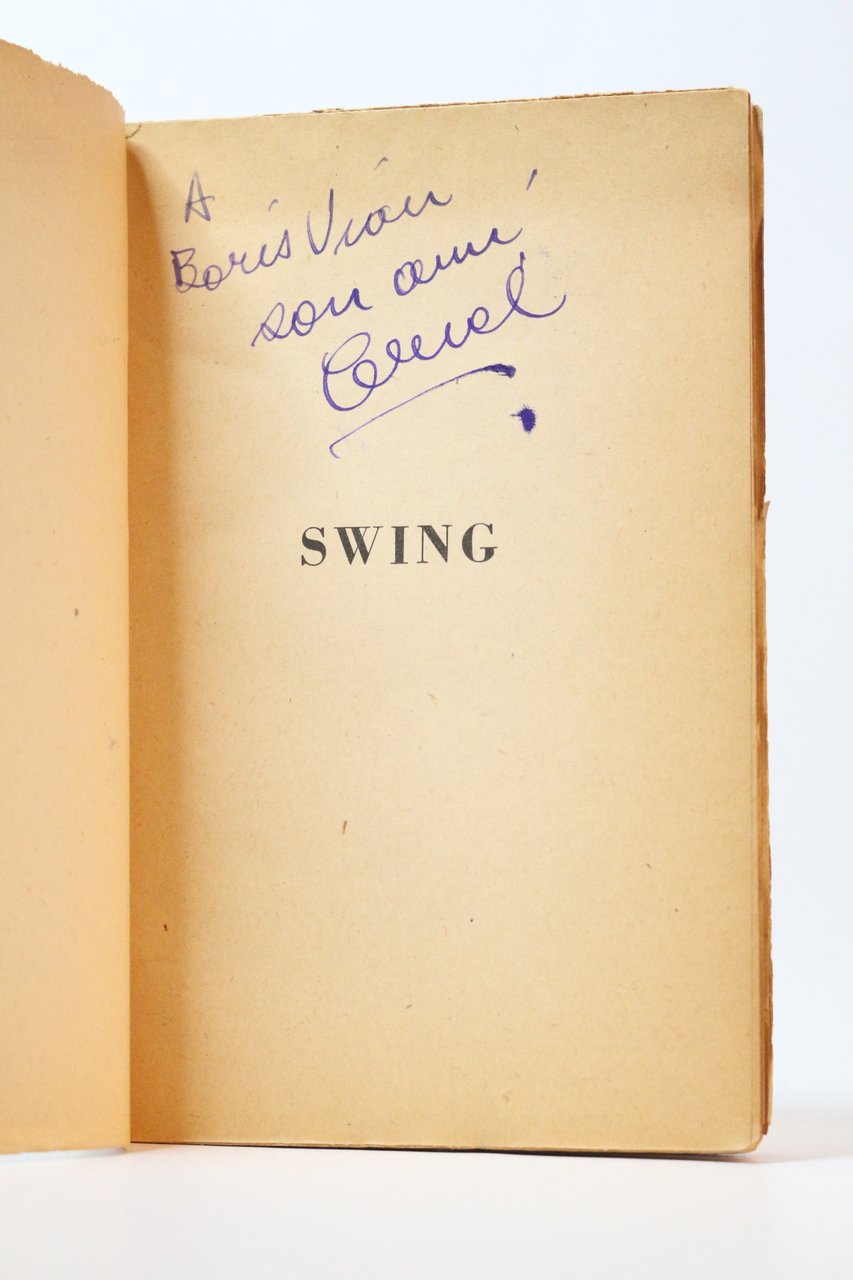 A
Boris Vian
son ami
SWING